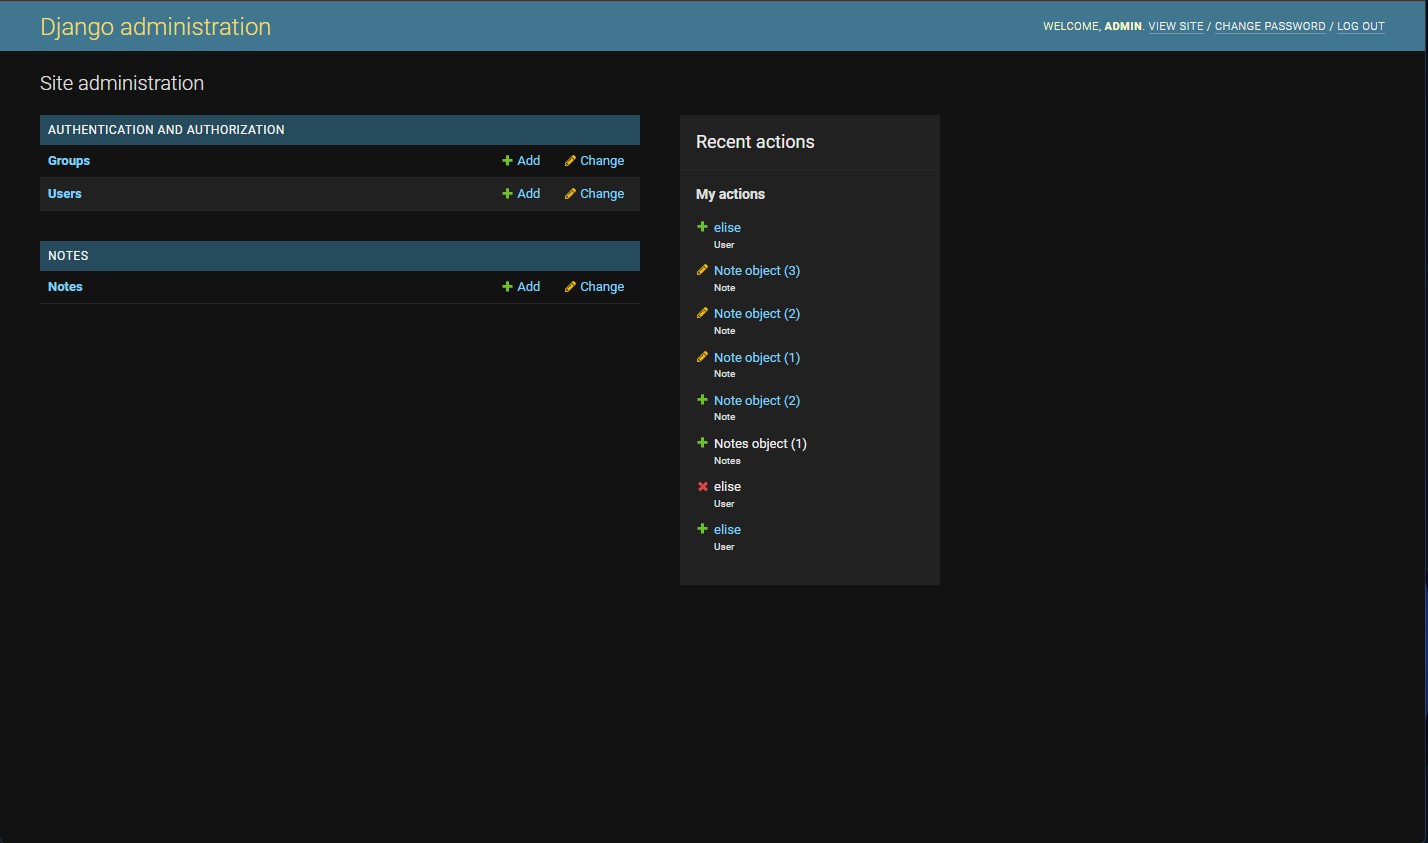 Django administration
WELCOME, ADMIN. VIEW SITE / CHANGE PASSWORD / LOG OUT
Site administration
AUTHENTICATION AND AUTHORIZATION
Groups Add Change
Users Add Change
NOTES
Notes Add Change
Recent actions
My actions
elise
User
Note object (3)
Note
Note object (2)
Note
Note object (1)
Note
Note object (2)
Note
Notes object (1)
Notes
elise
User
elise
User